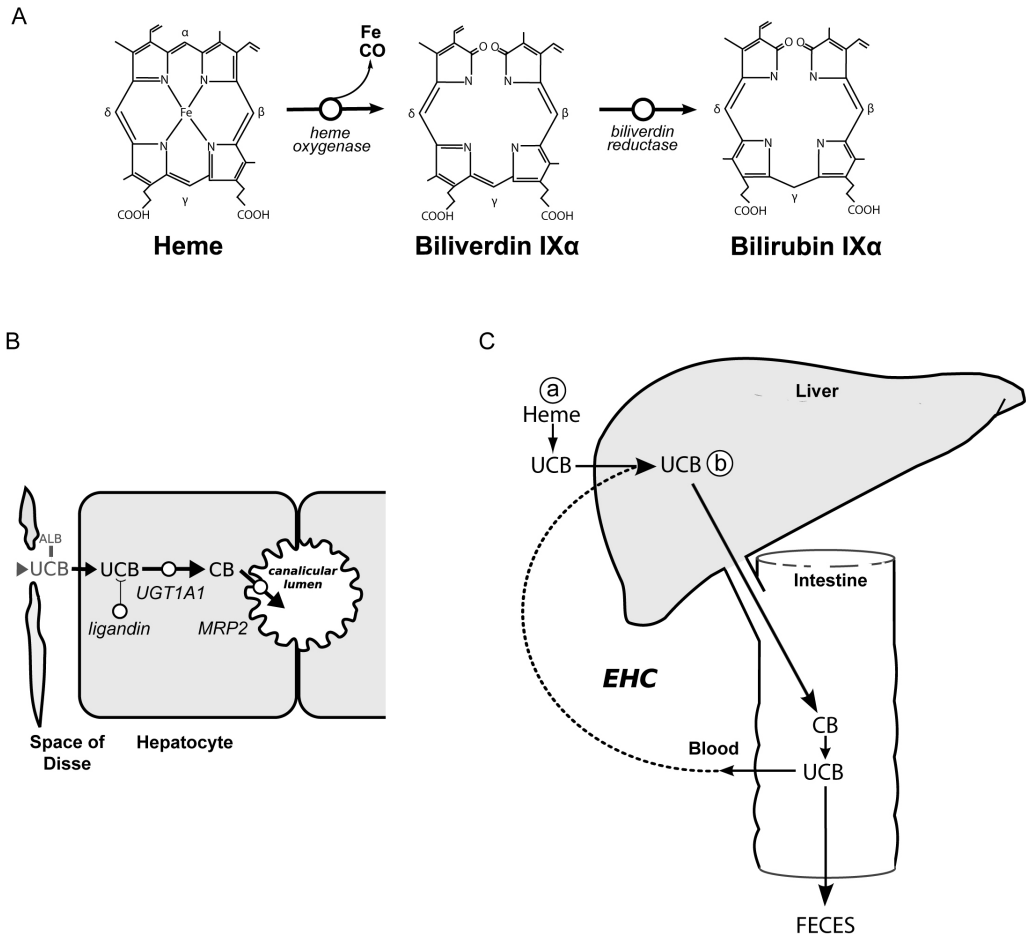 A
α
δ
β
γ
N
N
Fe
N
N
COOH
COOH
Heme
Fe
CO
heme
oxygenase
O O
N
N
δ
β
N
N
γ
COOH
COOH
Biliverdin IXα
biliverdin
reductase
O O
N
N
δ
β
N
N
γ
COOH
COOH
Bilirubin IXα
B
ALB
UCB
UCB
CB
UGT1A1
ligandin
MRP2
canalicular
lumen
Space of
Disse
Hepatocyte
C
a
Heme
UCB
UCB
b
Liver
Intestine
EHC
CB
Blood
UCB
FECES